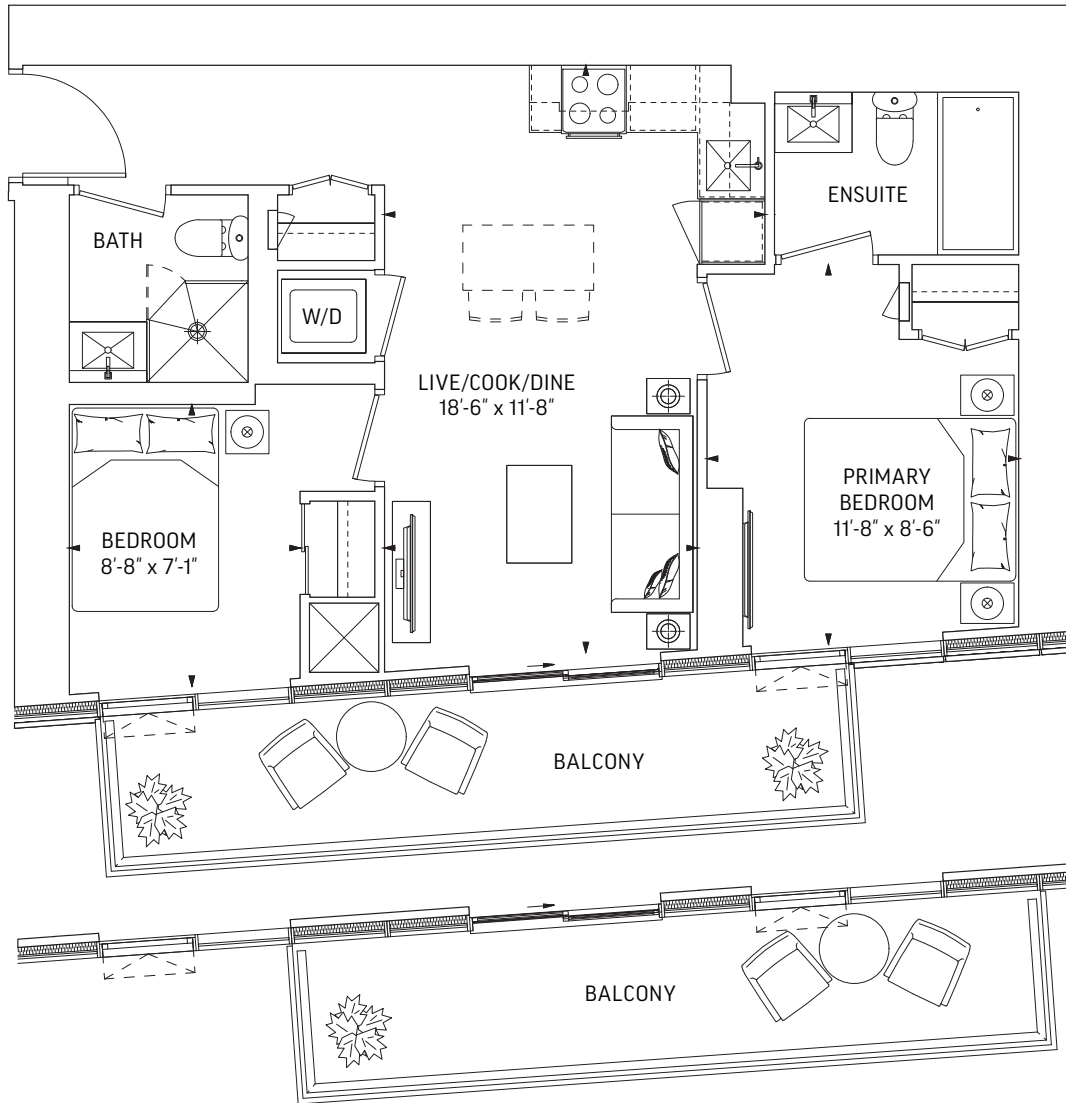 ENSUITE
BATH
W/D
LIVE/COOK/DINE
18'-6" x 11'-8"
PRIMARY
BEDROOM
11'-8" x 8'-6"
BEDROOM
8'-8" x 7'-1"
BALCONY
BALCONY